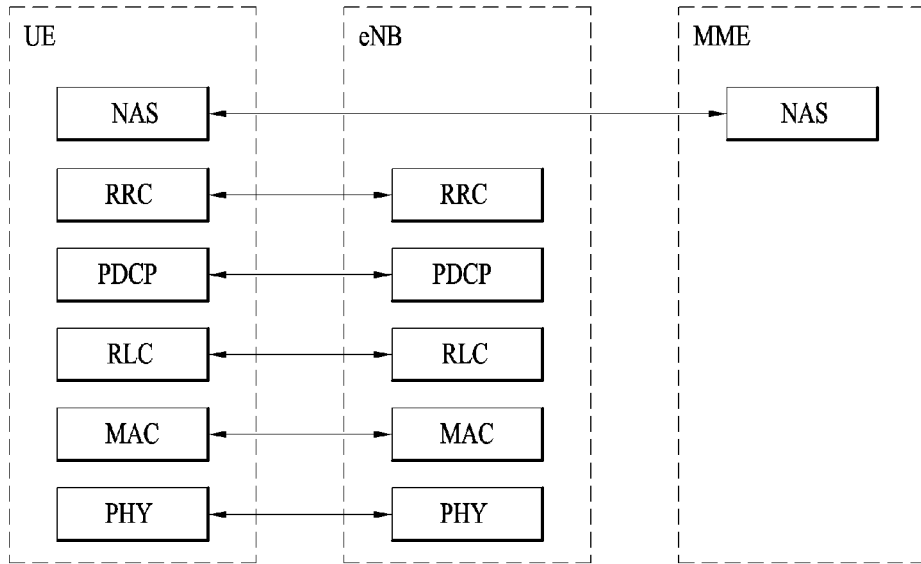 UE eNB MME
NAS NAS
RRC RRC
PDCP PDCP
RLC RLC
MAC MAC
PHY PHY